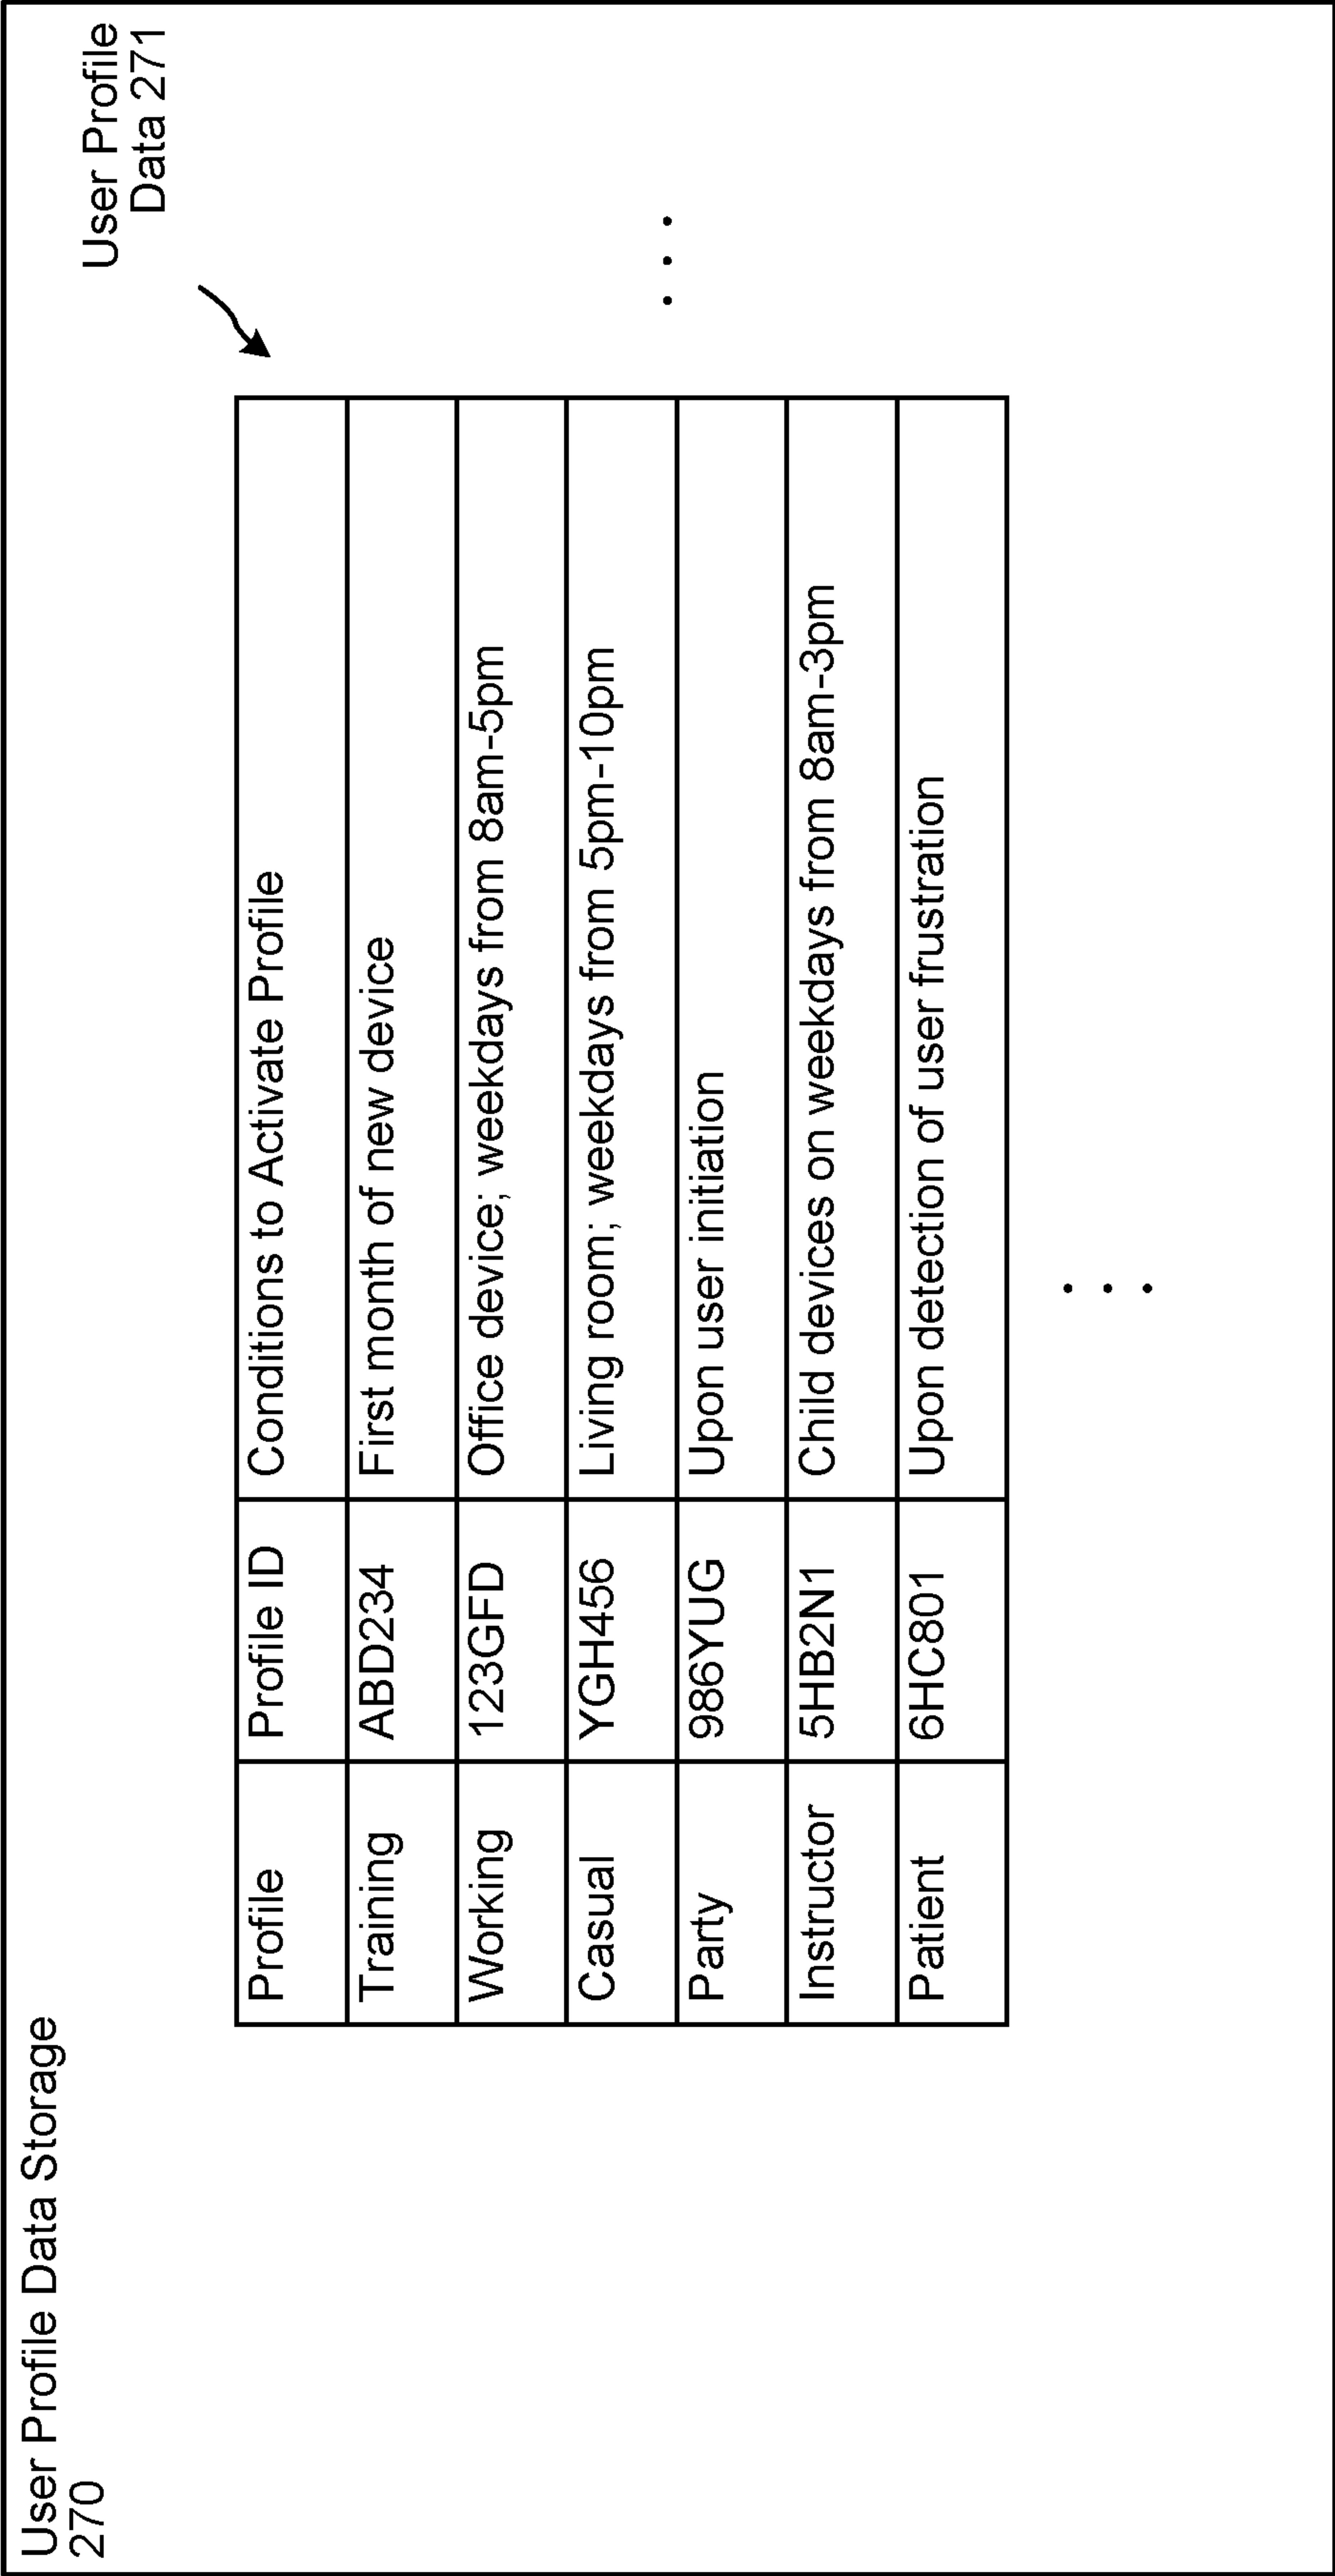 User Profile Data Storage
270
User Profile
Data 271
Profile Profile ID Conditions to Activate Profile
Training ABD234 First month of new device
Working 123GFD Office device; weekdays from 8am-5pm
Casual YGH456 Living room; weekdays from 5pm-10pm
Party 986YUG Upon user initiation
Instructor 5HB2N1 Child devices on weekdays from 8am-3pm
Patient 6HC801 Upon detection of user frustration